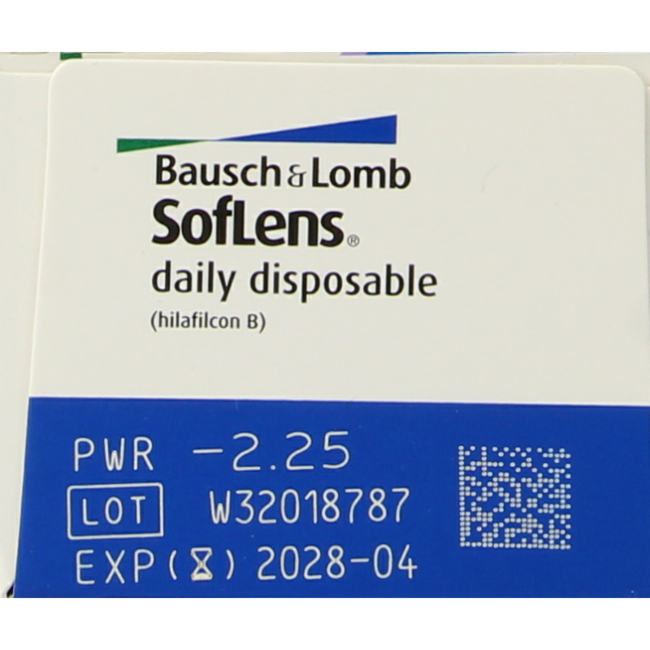 Bausch & Lomb
SofLens®
daily disposable
(hilafilcon B)
PWR -2.25
LOT W32018787
EXP (⌛) 2028-04